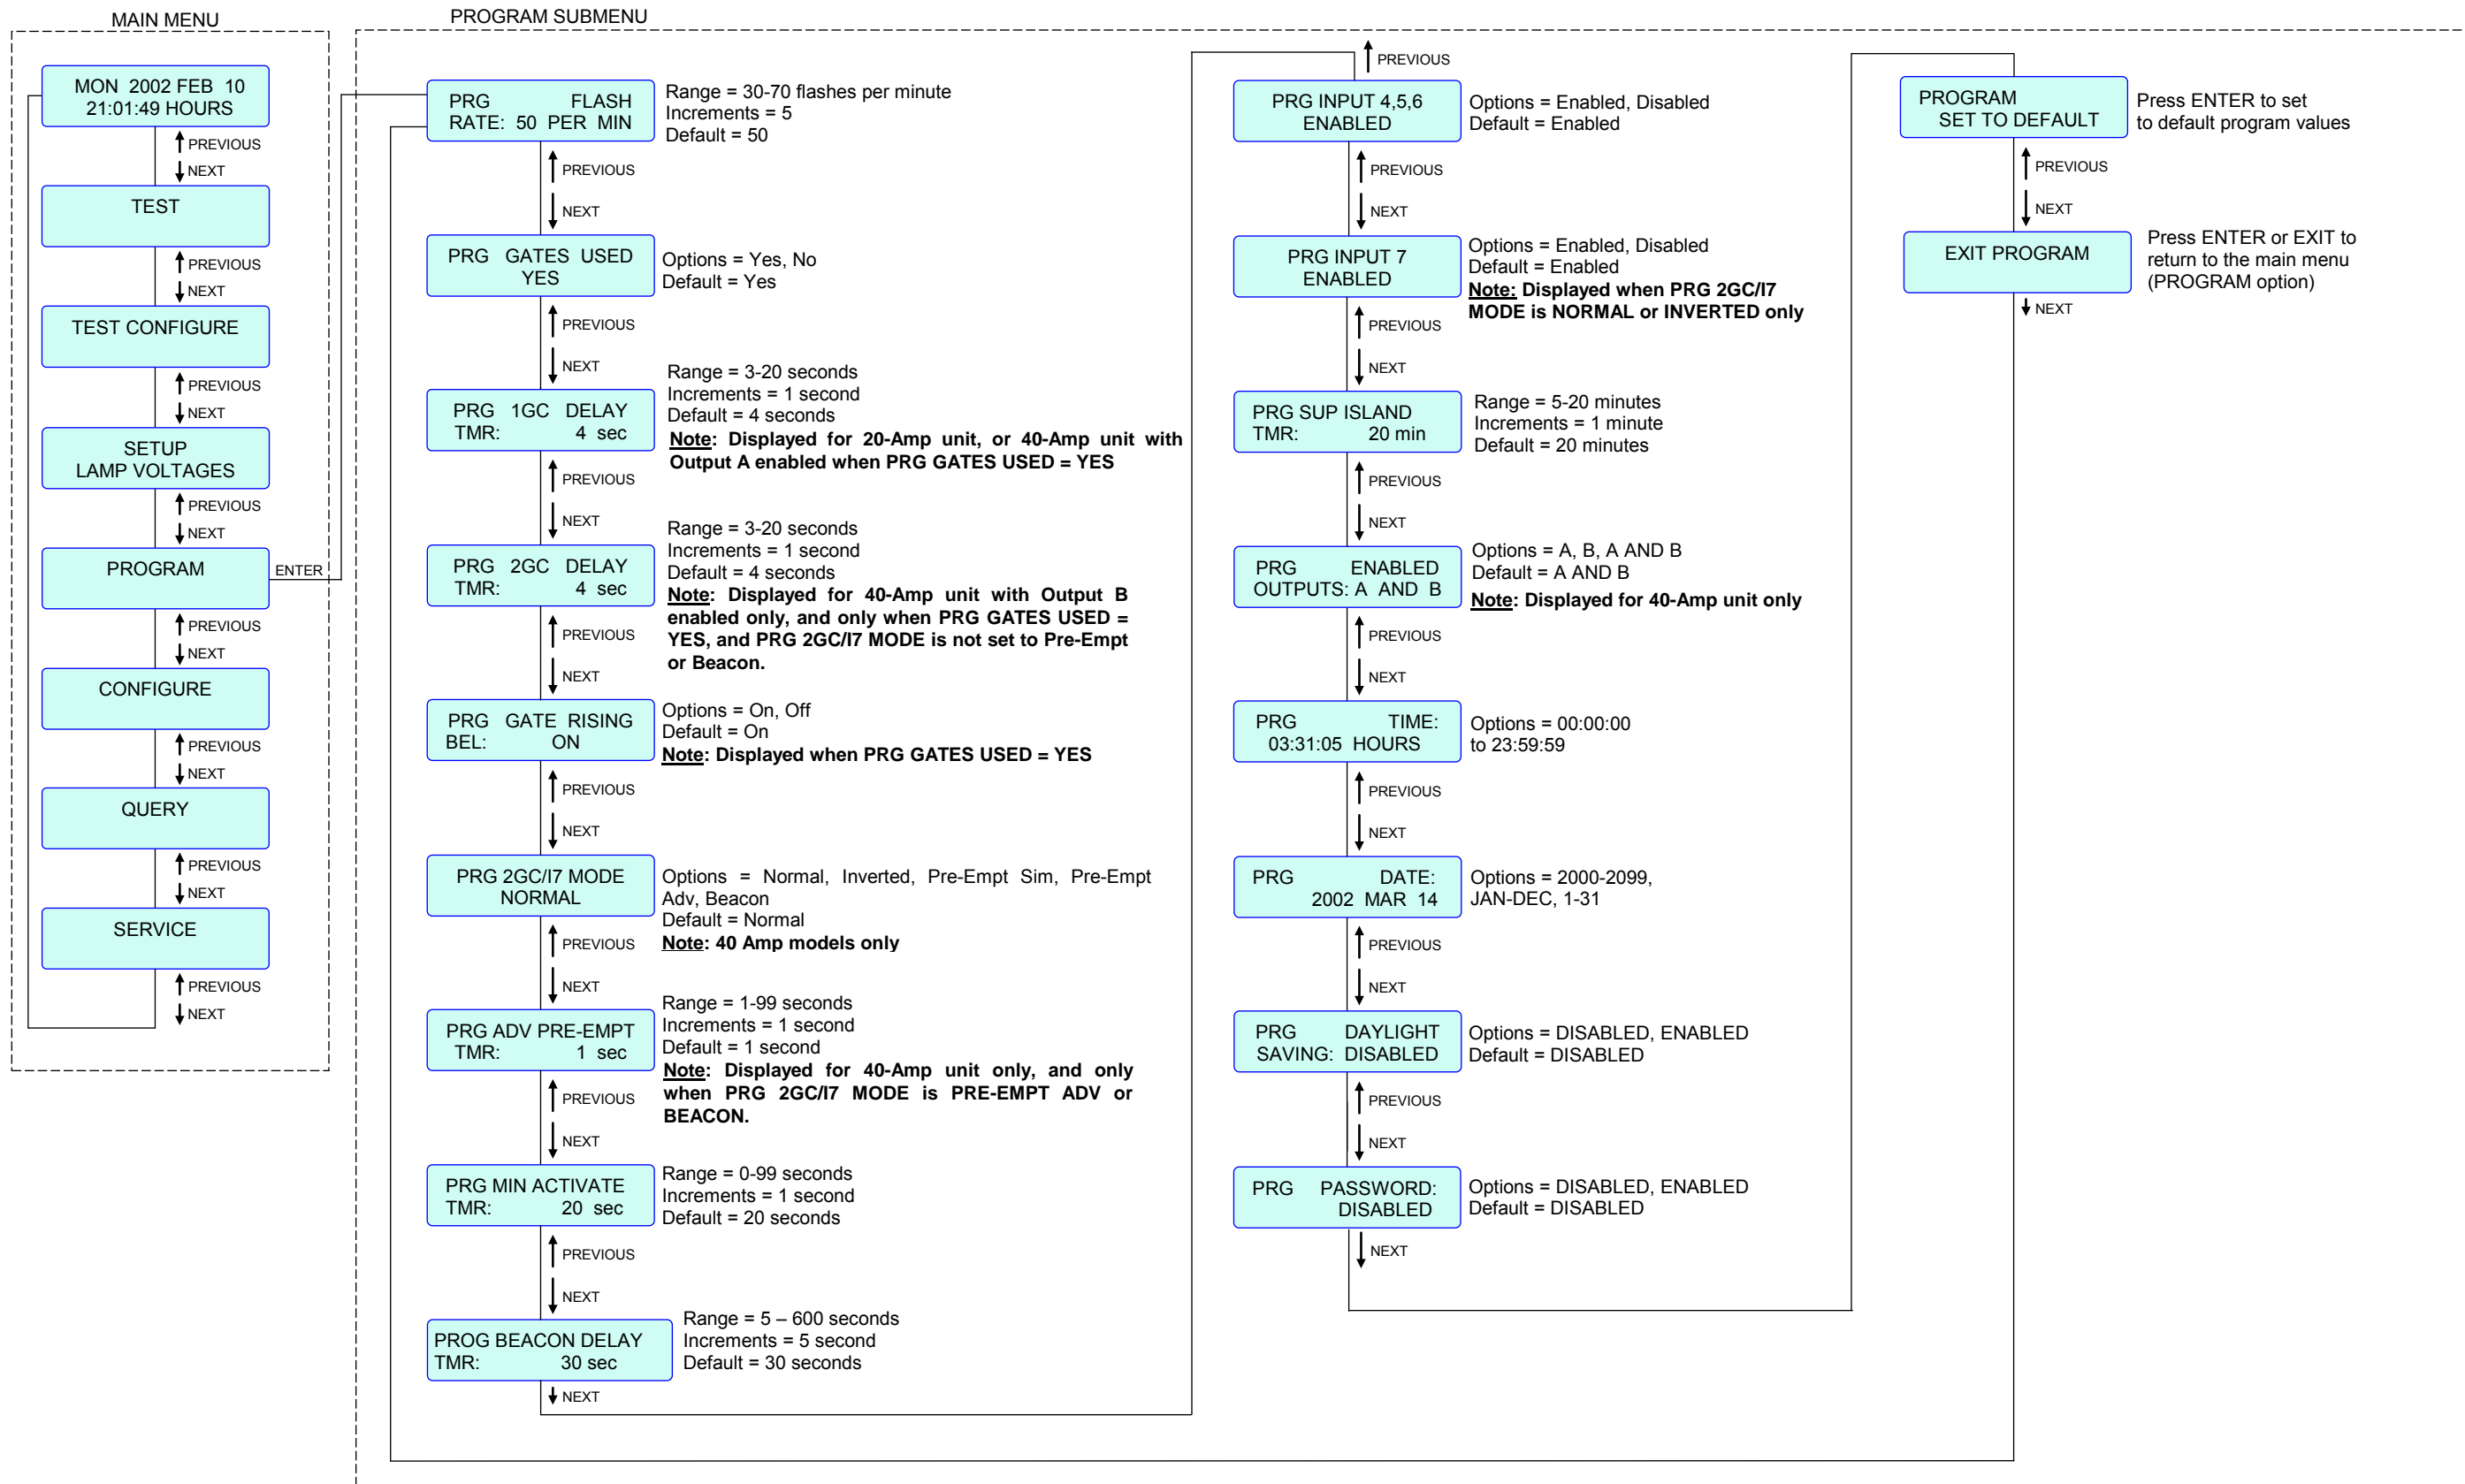 MAIN MENU
MON 2002 FEB 10
21:01:49 HOURS
PREVIOUS
NEXT
TEST
PREVIOUS
NEXT
TEST CONFIGURE
PREVIOUS
NEXT
SETUP
LAMP VOLTAGES
PREVIOUS
NEXT
PROGRAM
ENTER
PREVIOUS
NEXT
CONFIGURE
PREVIOUS
NEXT
QUERY
PREVIOUS
NEXT
SERVICE
PREVIOUS
NEXT
PROGRAM SUBMENU
PRG FLASH
RATE: 50 PER MIN
Range = 30-70 flashes per minute
Increments = 5
Default = 50
PREVIOUS
NEXT
PRG GATES USED
YES
Options = Yes, No
Default = Yes
PREVIOUS
NEXT
PRG 1GC DELAY
TMR: 4 sec
Range = 3-20 seconds
Increments = 1 second
Default = 4 seconds
Note: Displayed for 20-Amp unit, or 40-Amp unit with
Output A enabled when PRG GATES USED = YES
PREVIOUS
NEXT
PRG 2GC DELAY
TMR: 4 sec
Range = 3-20 seconds
Increments = 1 second
Default = 4 seconds
Note: Displayed for 40-Amp unit with Output B
enabled only, and only when PRG GATES USED =
YES, and PRG 2GC/I7 MODE is not set to Pre-Empt
or Beacon.
PREVIOUS
NEXT
PRG GATE RISING
BEL: ON
Options = On, Off
Default = On
Note: Displayed when PRG GATES USED = YES
PREVIOUS
NEXT
PRG 2GC/I7 MODE
NORMAL
Options = Normal, Inverted, Pre-Empt Sim, Pre-Empt
Adv, Beacon
Default = Normal
Note: 40 Amp models only
PREVIOUS
NEXT
PRG ADV PRE-EMPT
TMR: 1 sec
Range = 1-99 seconds
Increments = 1 second
Default = 1 second
Note: Displayed for 40-Amp unit only, and only
when PRG 2GC/I7 MODE is PRE-EMPT ADV or
BEACON.
PREVIOUS
NEXT
PRG MIN ACTIVATE
TMR: 20 sec
Range = 0-99 seconds
Increments = 1 second
Default = 20 seconds
PREVIOUS
NEXT
PROG BEACON DELAY
TMR: 30 sec
Range = 5 – 600 seconds
Increments = 5 second
Default = 30 seconds
NEXT
PREVIOUS
PRG INPUT 4,5,6
ENABLED
Options = Enabled, Disabled
Default = Enabled
PREVIOUS
NEXT
PRG INPUT 7
ENABLED
Options = Enabled, Disabled
Default = Enabled
Note: Displayed when PRG 2GC/I7
MODE is NORMAL or INVERTED only
PREVIOUS
NEXT
PRG SUP ISLAND
TMR: 20 min
Range = 5-20 minutes
Increments = 1 minute
Default = 20 minutes
PREVIOUS
NEXT
PRG ENABLED
OUTPUTS: A AND B
Options = A, B, A AND B
Default = A AND B
Note: Displayed for 40-Amp unit only
PREVIOUS
NEXT
PRG TIME:
03:31:05 HOURS
Options = 00:00:00
to 23:59:59
PREVIOUS
NEXT
PRG DATE:
2002 MAR 14
Options = 2000-2099,
JAN-DEC, 1-31
PREVIOUS
NEXT
PRG DAYLIGHT
SAVING: DISABLED
Options = DISABLED, ENABLED
Default = DISABLED
PREVIOUS
NEXT
PRG PASSWORD:
DISABLED
Options = DISABLED, ENABLED
Default = DISABLED
NEXT
PROGRAM
SET TO DEFAULT
Press ENTER to set
to default program values
PREVIOUS
NEXT
EXIT PROGRAM
Press ENTER or EXIT to
return to the main menu
(PROGRAM option)
NEXT